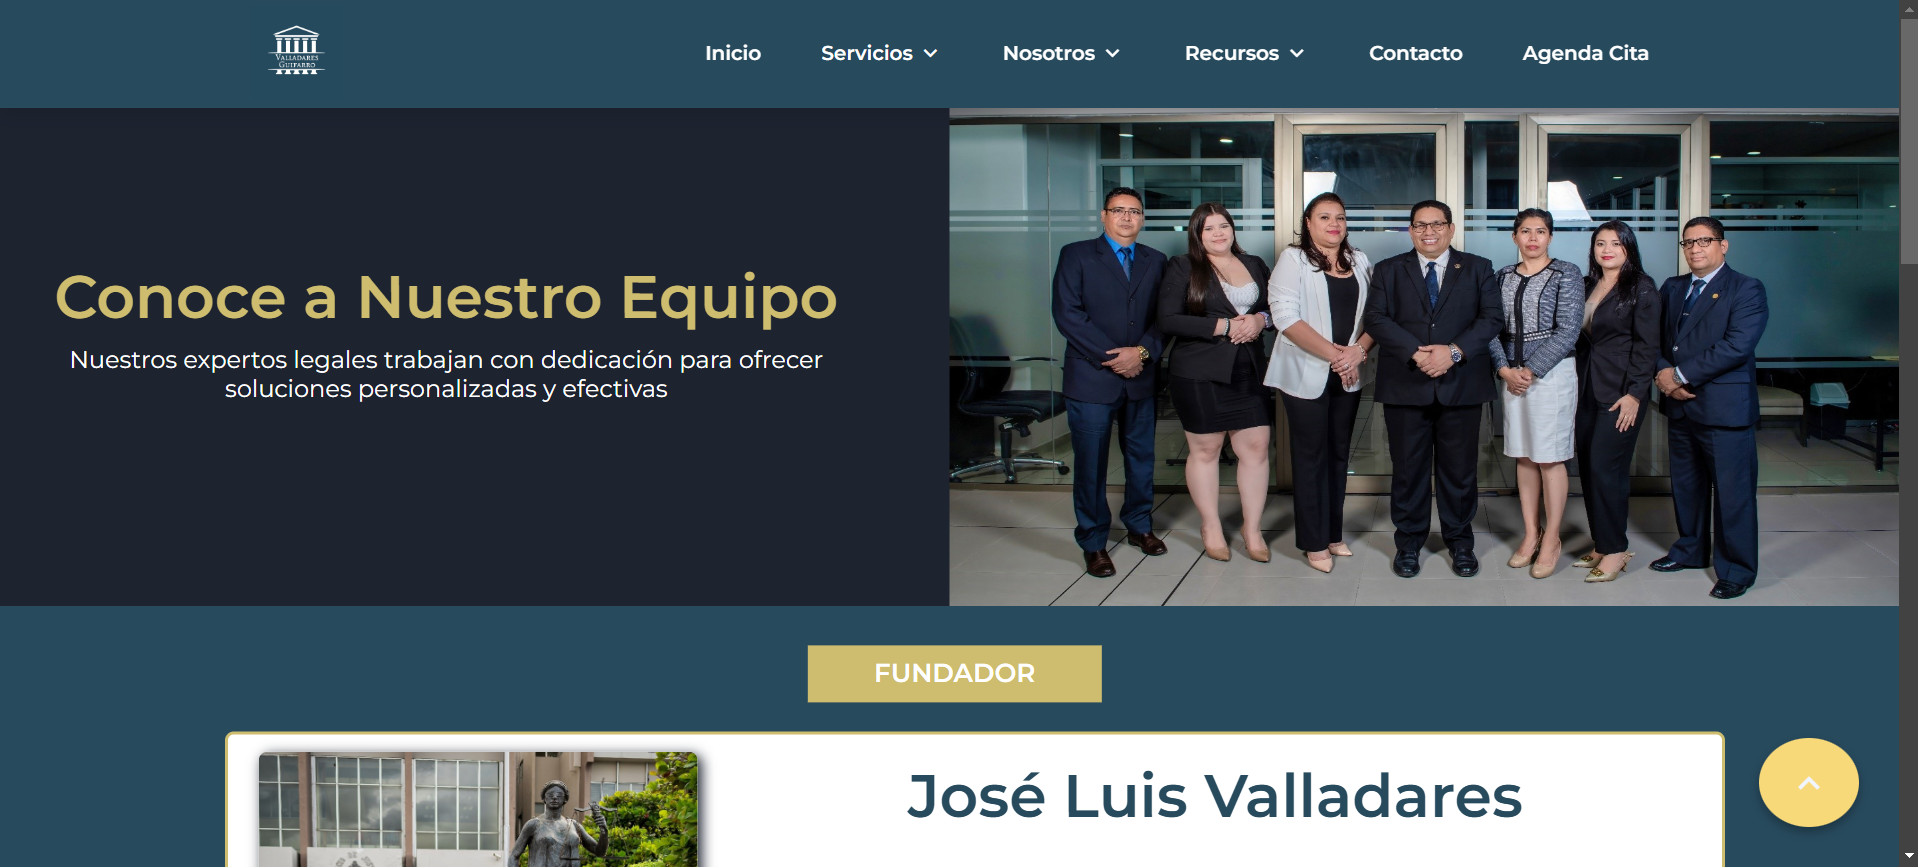 VALLADARES
GUIFARRO
Inicio
Servicios
Nosotros
Recursos
Contacto
Agenda Cita
Conoce a Nuestro Equipo
Nuestros expertos legales trabajan con dedicación para ofrecer
soluciones personalizadas y efectivas
FUNDADOR
José Luis Valladares